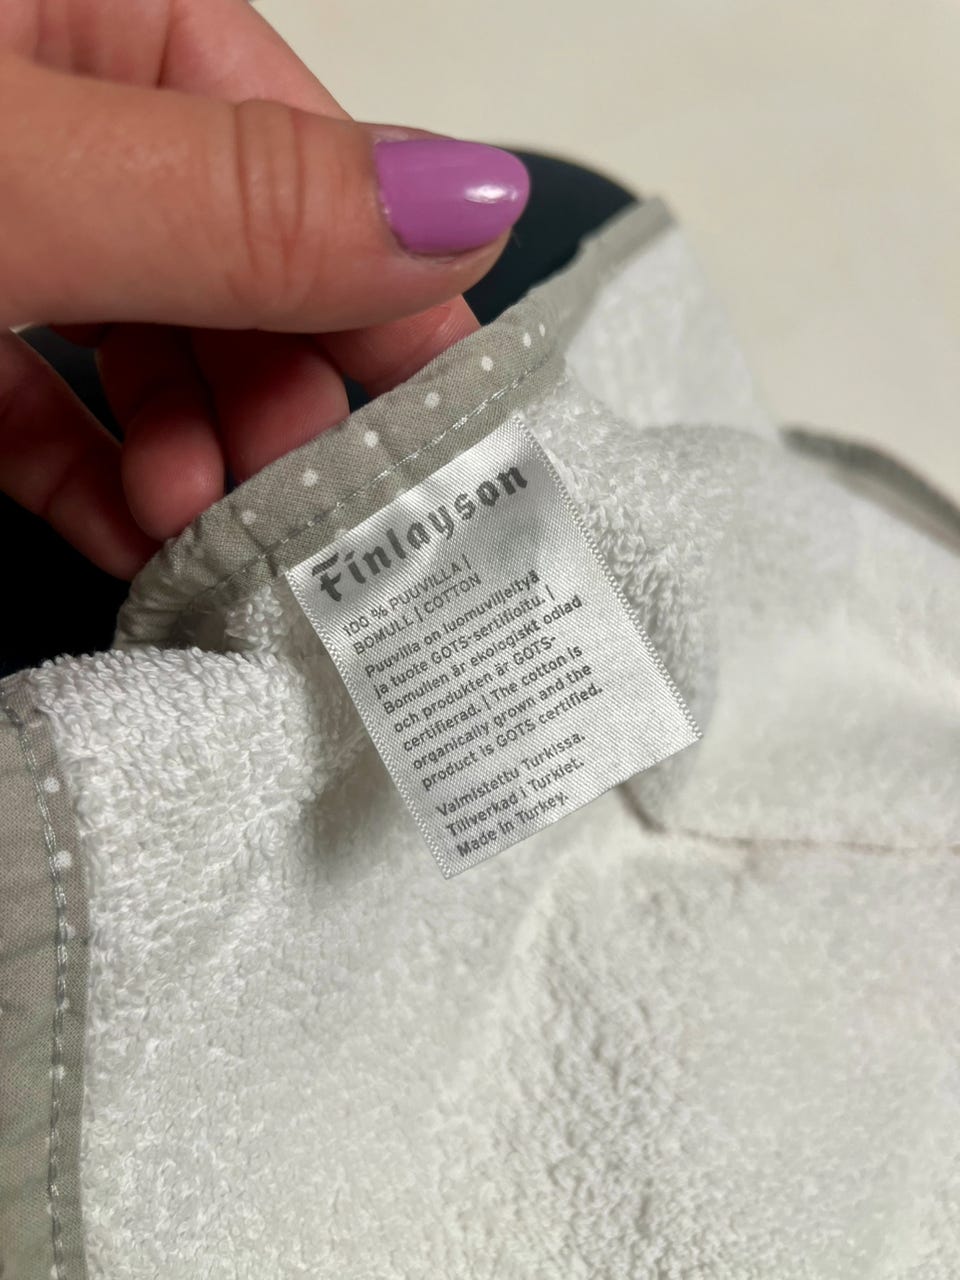 Finlayson
100 % PUUVILLA |
BOMULL | COTTON
Puuvilla on luomuviljeltyä
ja tuote GOTS-sertifioitu. |
Bomullen är ekologiskt odlad
och produkten är GOTS-
certifierad. | The cotton is
organically grown and the
product is GOTS certified.
Valmistettu Turkissa.
Tillverkad i Turkiet.
Made in Turkey.